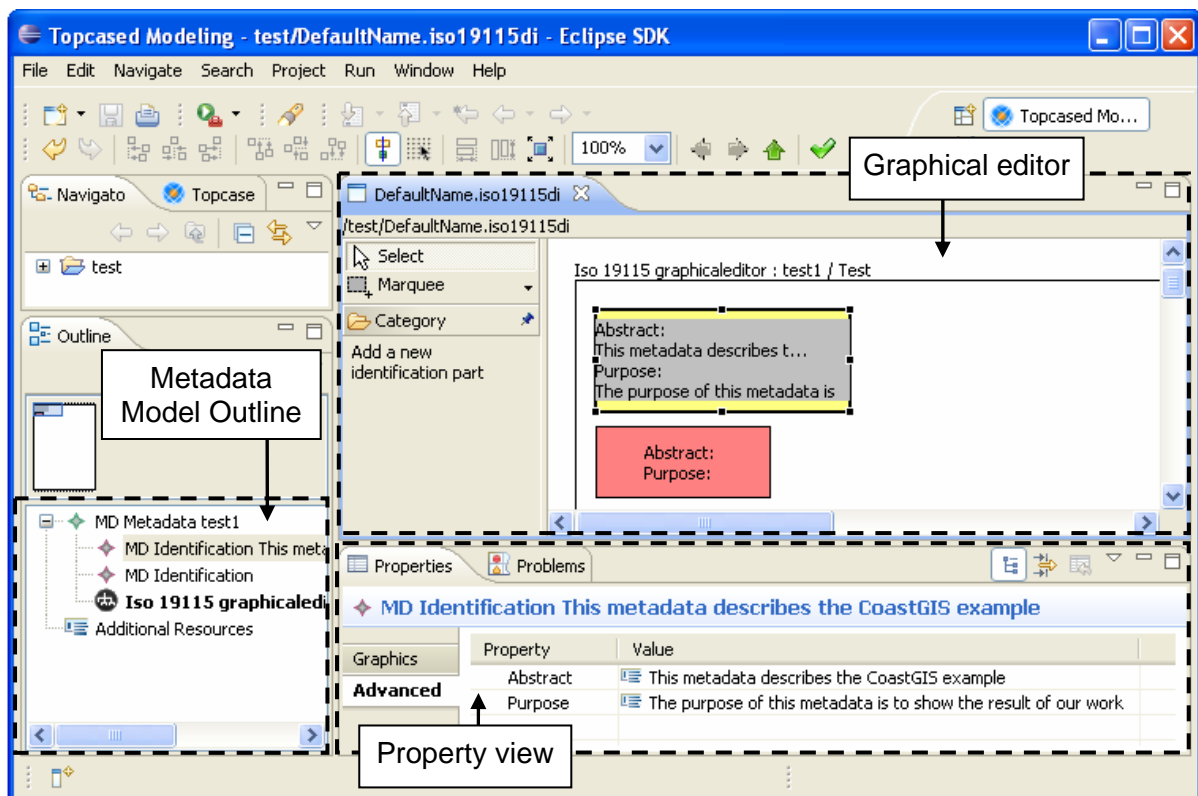 Topcased Modeling - test/DefaultName.iso19115di - Eclipse SDK
File Edit Navigate Search Project Run Window Help
Topcased Mo...
100%
Graphical editor
Navigato
Topcase
DefaultName.iso19115di
/test/DefaultName.iso19115di
test
Select
Marquee
Category
Add a new
identification part
Iso 19115 graphicaleditor : test1 / Test
Abstract:
This metadata describes t...
Purpose:
The purpose of this metadata is
Abstract:
Purpose:
Outline
Metadata
Model Outline
MD Metadata test1
MD Identification This meta
MD Identification
Iso 19115 graphicaledi
Additional Resources
Properties
Problems
MD Identification This metadata describes the CoastGIS example
Graphics
Advanced
Property Value
Abstract This metadata describes the CoastGIS example
Purpose The purpose of this metadata is to show the result of our work
Property view